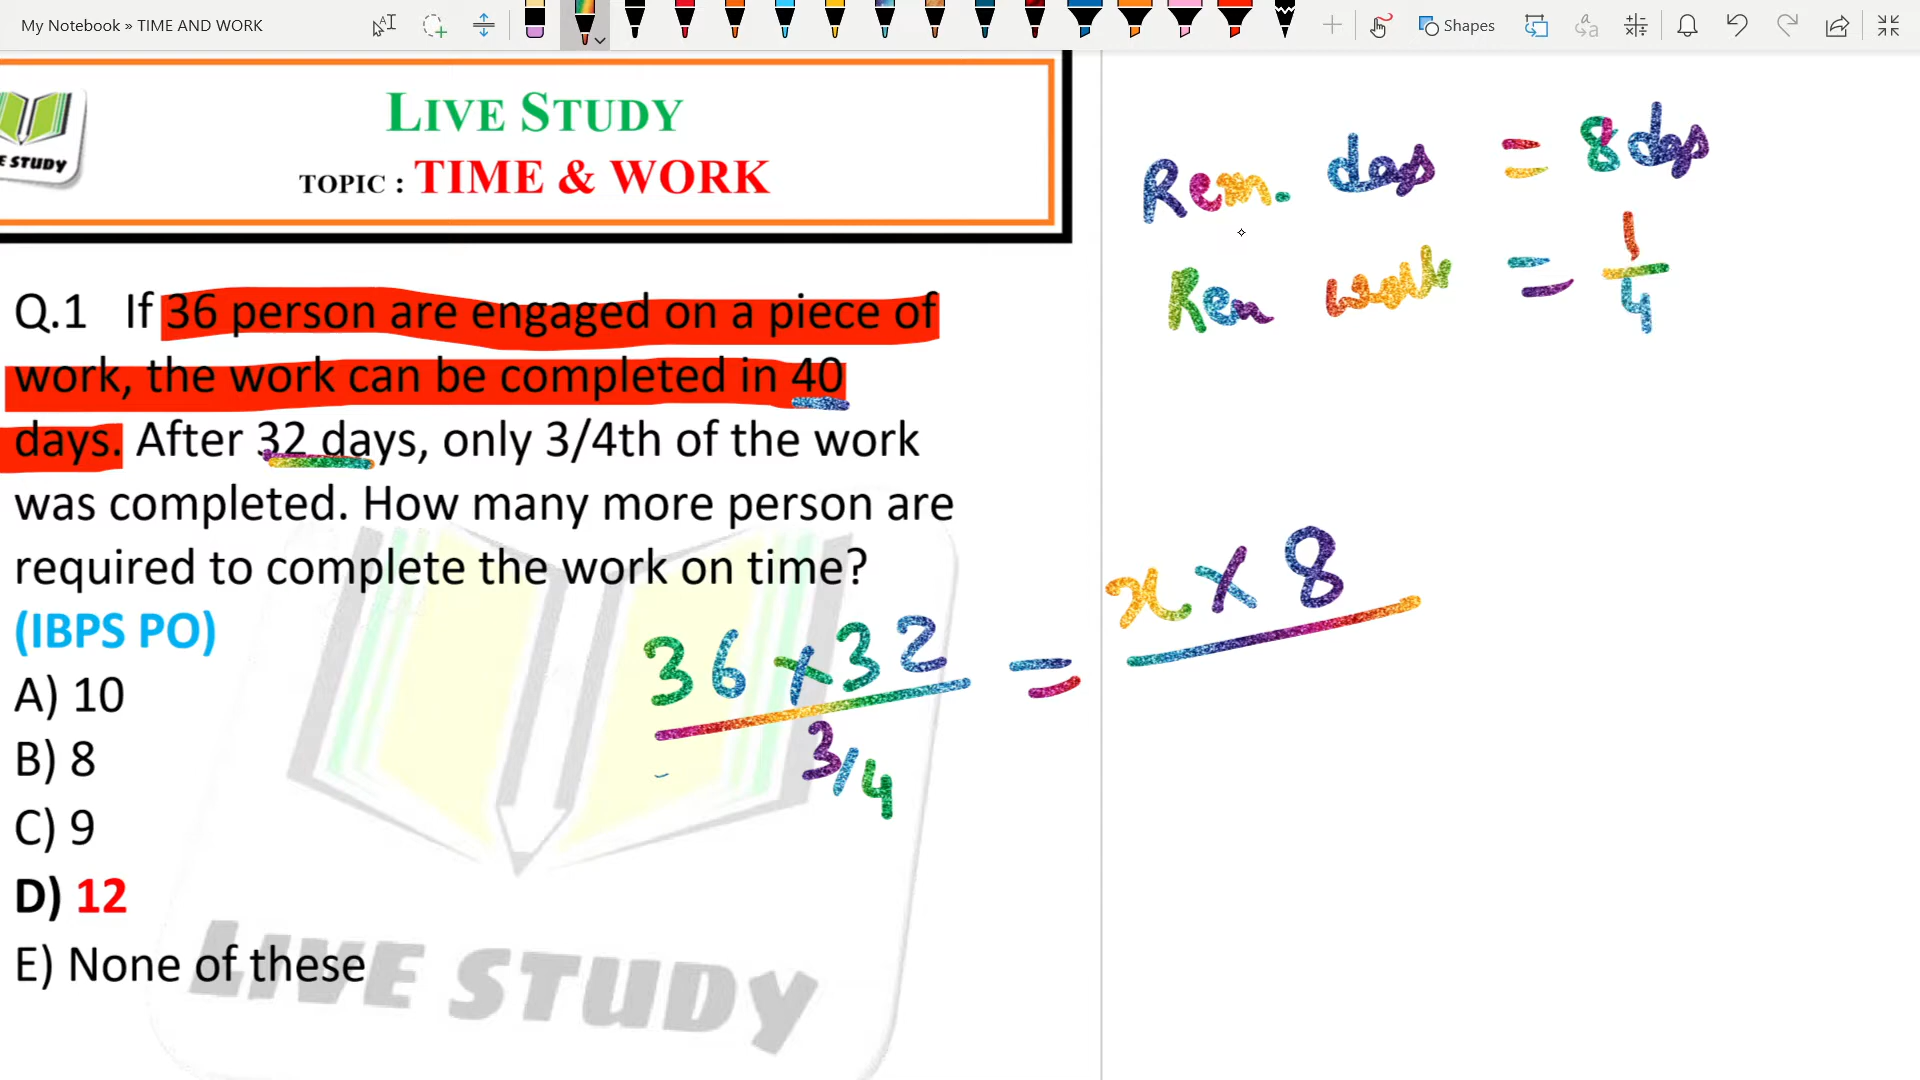 My Notebook » TIME AND WORK
Shapes
LIVE STUDY
TOPIC : TIME & WORK
E STUDY
Rem. days = 8 days
Rem work = 1/4
Q.1 If 36 person are engaged on a piece of
work, the work can be completed in 40
days. After 32 days, only 3/4th of the work
was completed. How many more person are
required to complete the work on time?
(IBPS PO)
A) 10
B) 8
C) 9
D) 12
E) None of these
36 × 32 = x × 8
3/4
LIVE STUDY